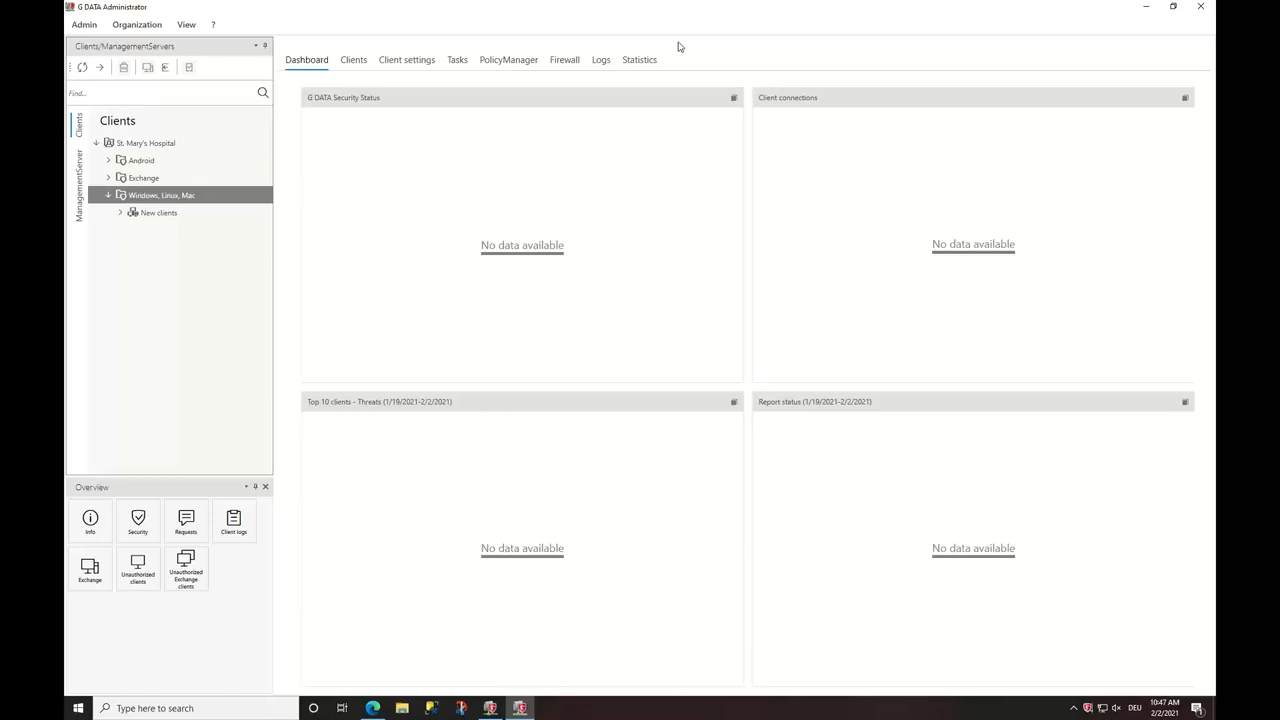 G DATA Administrator
Admin Organization View ?
Clients/ManagementServers
Find...
Clients
ManagementServer
Clients
St. Mary's Hospital
Android
Exchange
Windows, Linux, Mac
New clients
Dashboard Clients Client settings Tasks PolicyManager Firewall Logs Statistics
G DATA Security Status
No data available
Client connections
No data available
Top 10 clients - Threats (1/19/2021-2/2/2021)
No data available
Report status (1/19/2021-2/2/2021)
No data available
Overview
Info
Security
Requests
Client logs
Exchange
Unauthorized
clients
Unauthorized
Exchange
clients
Type here to search
DEU
10:47 AM
2/2/2021
1